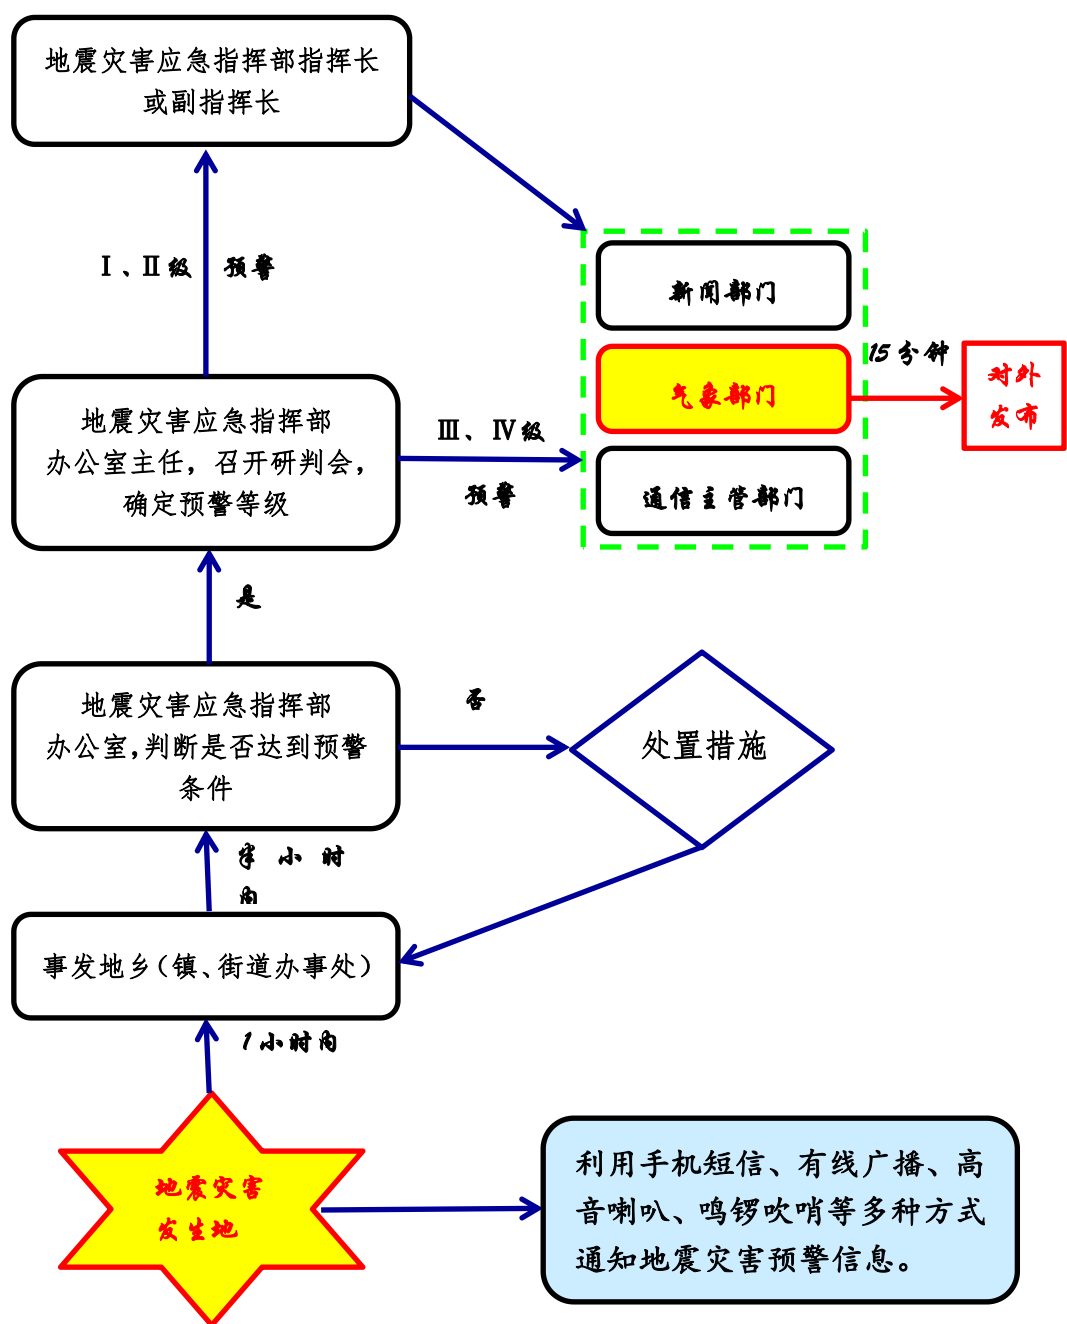 地震灾害应急指挥部指挥长
或副指挥长
Ⅰ、Ⅱ级 预警
新闻部门
15分钟
气象部门
对外
发布
地震灾害应急指挥部
办公室主任，召开研判会，
确定预警等级
Ⅲ、Ⅳ级
预警
通信主管部门
是
地震灾害应急指挥部
办公室,判断是否达到预警
条件
否
处置措施
半小时
内
事发地乡（镇、街道办事处）
1小时内
地震灾害
发生地
利用手机短信、有线广播、高
音喇叭、鸣锣吹哨等多种方式
通知地震灾害预警信息。